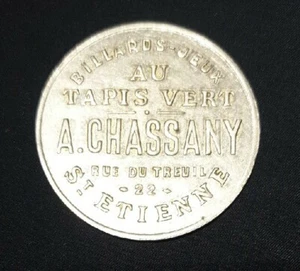 BILLARDS-JEUX
AU
TAPIS VERT
A. CHASSANY
RUE DU TREUIL
- 22 -
ST ETIENNE